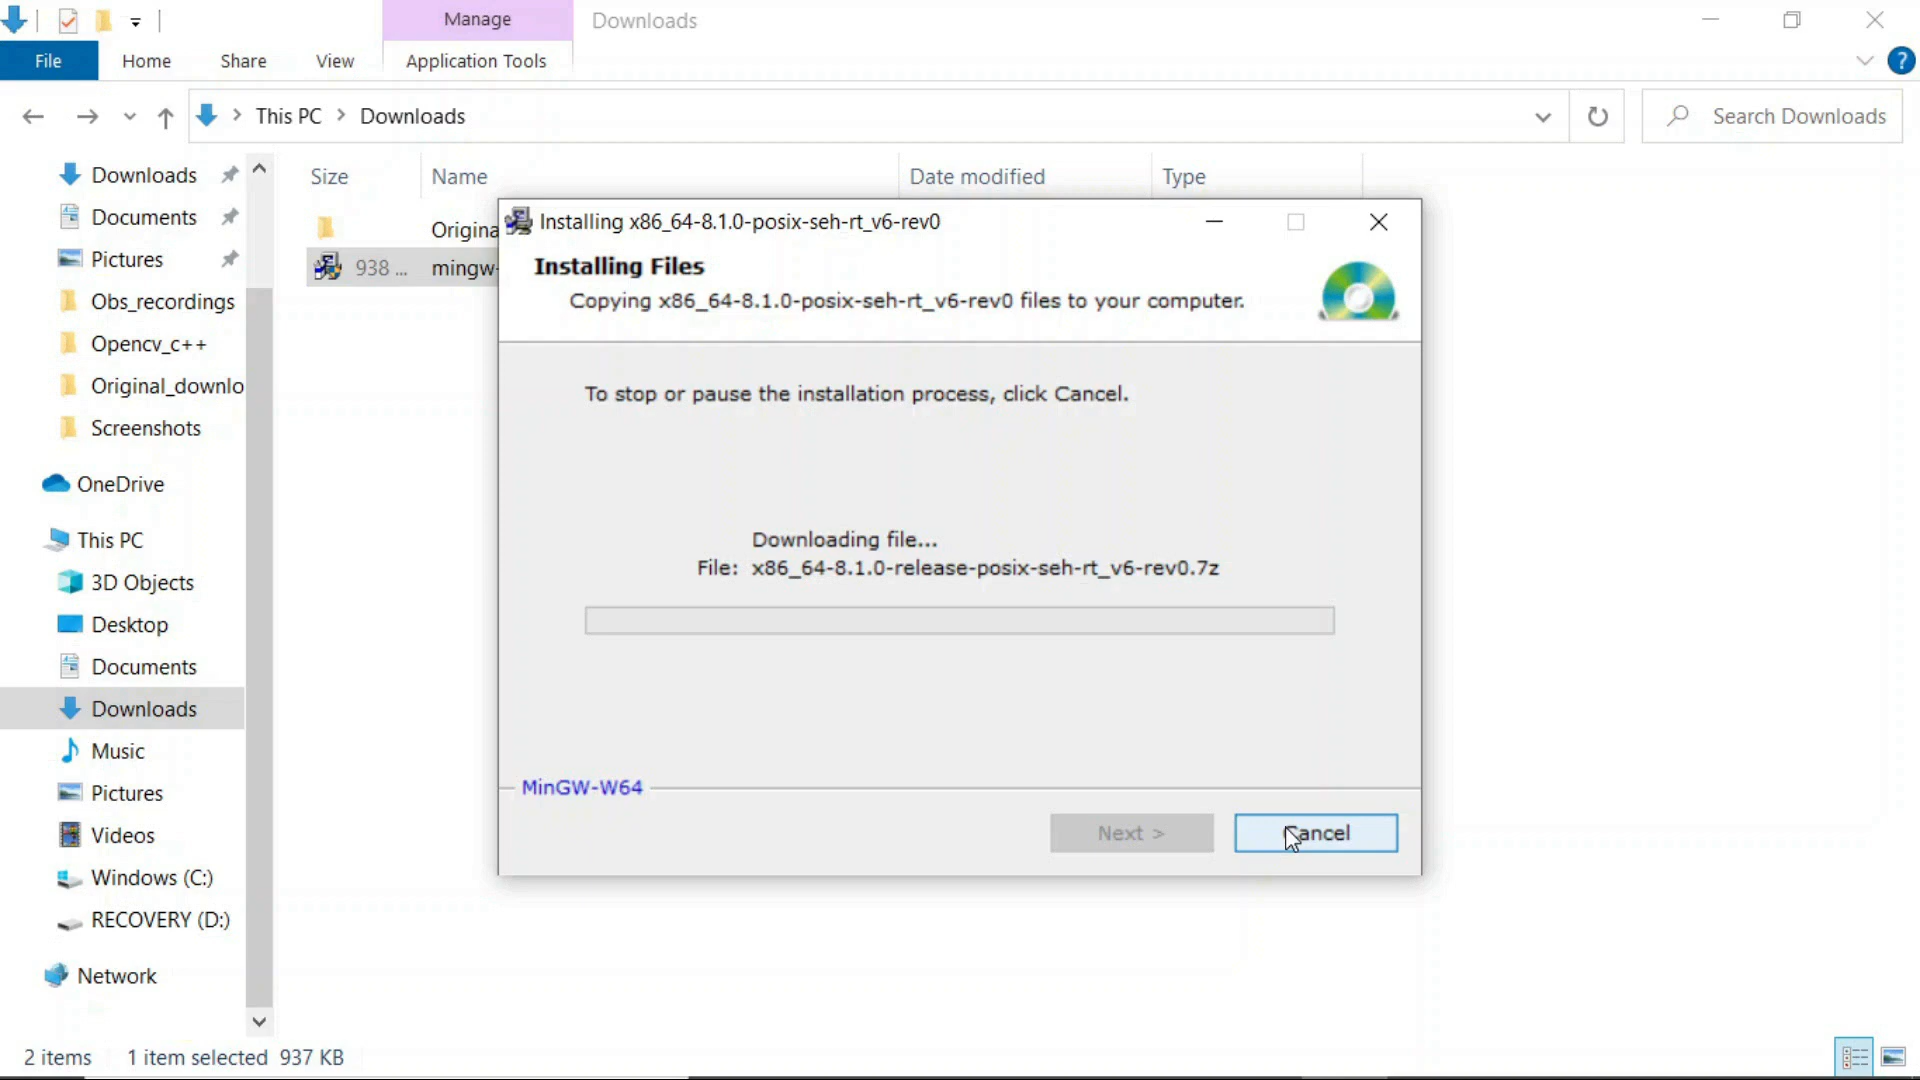 Manage
Downloads
File
Home
Share
View
Application Tools
?
This PC
Downloads
Search Downloads
Size
Name
Date modified
Type
Downloads
Documents
Pictures
Obs_recordings
Opencv_c++
Original_downlo
Screenshots
OneDrive
This PC
3D Objects
Desktop
Documents
Downloads
Music
Pictures
Videos
Windows (C:)
RECOVERY (D:)
Network
Origina
938 ... mingw-
Installing x86_64-8.1.0-posix-seh-rt_v6-rev0
Installing Files
Copying x86_64-8.1.0-posix-seh-rt_v6-rev0 files to your computer.
To stop or pause the installation process, click Cancel.
Downloading file...
File: x86_64-8.1.0-release-posix-seh-rt_v6-rev0.7z
MinGW-W64
Next >
Cancel
2 items 1 item selected 937 KB